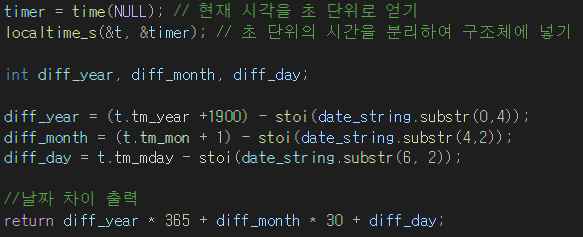 timer = time(NULL); // 현재 시각을 초 단위로 얻기
localtime_s(&t, &timer); // 초 단위의 시간을 분리하여 구조체에 넣기
int diff_year, diff_month, diff_day;
diff_year = (t.tm_year +1900) - stoi(date_string.substr(0,4));
diff_month = (t.tm_mon + 1) - stoi(date_string.substr(4,2));
diff_day = t.tm_mday - stoi(date_string.substr(6, 2));
//날짜 차이 출력
return diff_year * 365 + diff_month * 30 + diff_day;